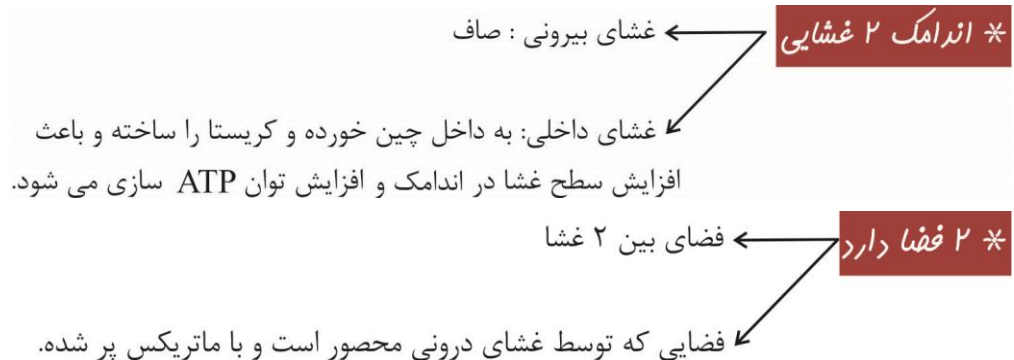 * اندامک ۲ غشایی
غشای بیرونی : صاف
غشای داخلی: به داخل چین خورده و کریستا را ساخته و باعث
افزایش سطح غشا در اندامک و افزایش توان ATP سازی می شود.
* ۲ فضا دارد
فضای بین ۲ غشا
فضایی که توسط غشای درونی محصور است و با ماتریکس پر شده.